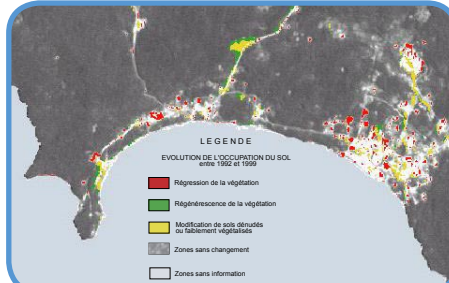 LEGENDE
EVOLUTION DE L'OCCUPATION DU SOL
entre 1992 et 1999
Régression de la végétation
Régénérescence de la végétation
Modification de sols dénudés
ou faiblement végétalisés
Zones sans changement
Zones sans information